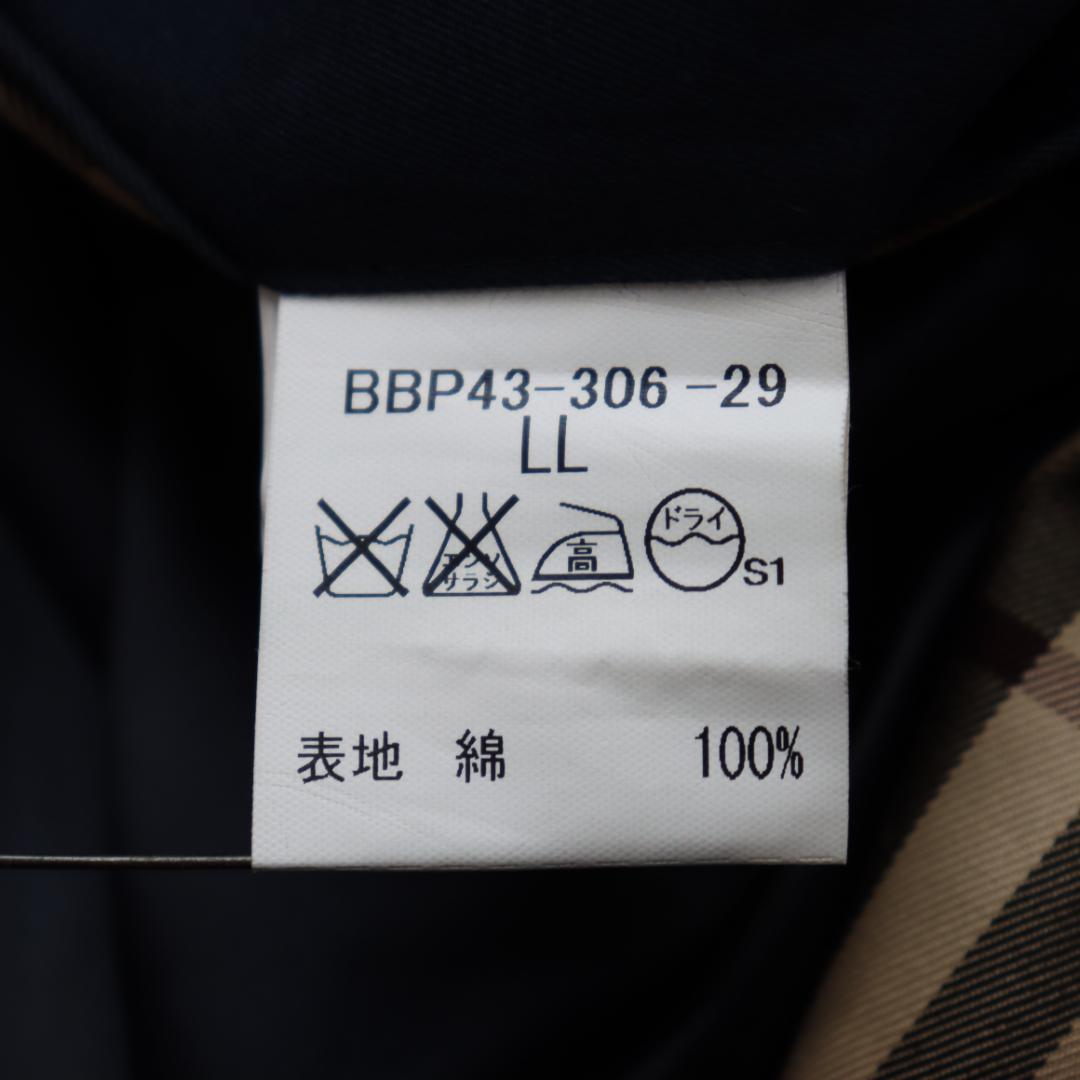 BBP43-306-29
LL
エンソ
サラシ
高
ドライ
S1
表地 綿 100%